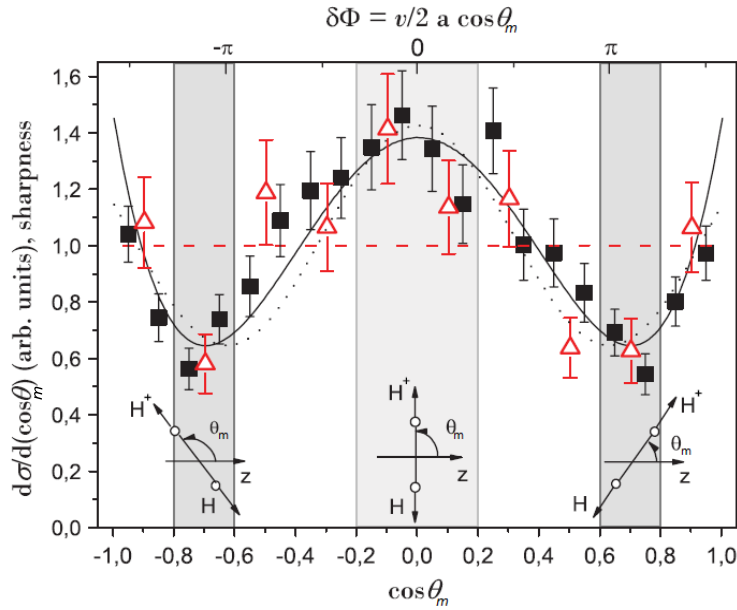 δΦ = v/2 a cosθm
-π 0 π
1,6
1,4
1,2
1,0
0,8
0,6
0,4
0,2
0,0
dσ/d(cosθm) (arb. units), sharpness
H+ θm z H
H+ θm z H
H+ θm z H
-1,0 -0,8 -0,6 -0,4 -0,2 0,0 0,2 0,4 0,6 0,8 1,0
cosθm